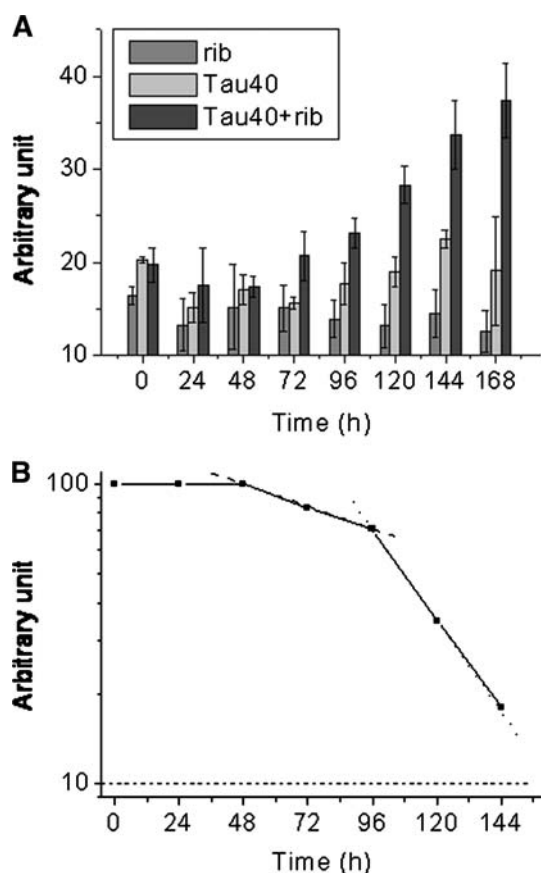 A
rib
Tau40
Tau40+rib
Arbitrary unit
40
30
20
10
0 24 48 72 96 120 144 168
Time (h)
B
Arbitrary unit
100
10
0 24 48 72 96 120 144
Time (h)